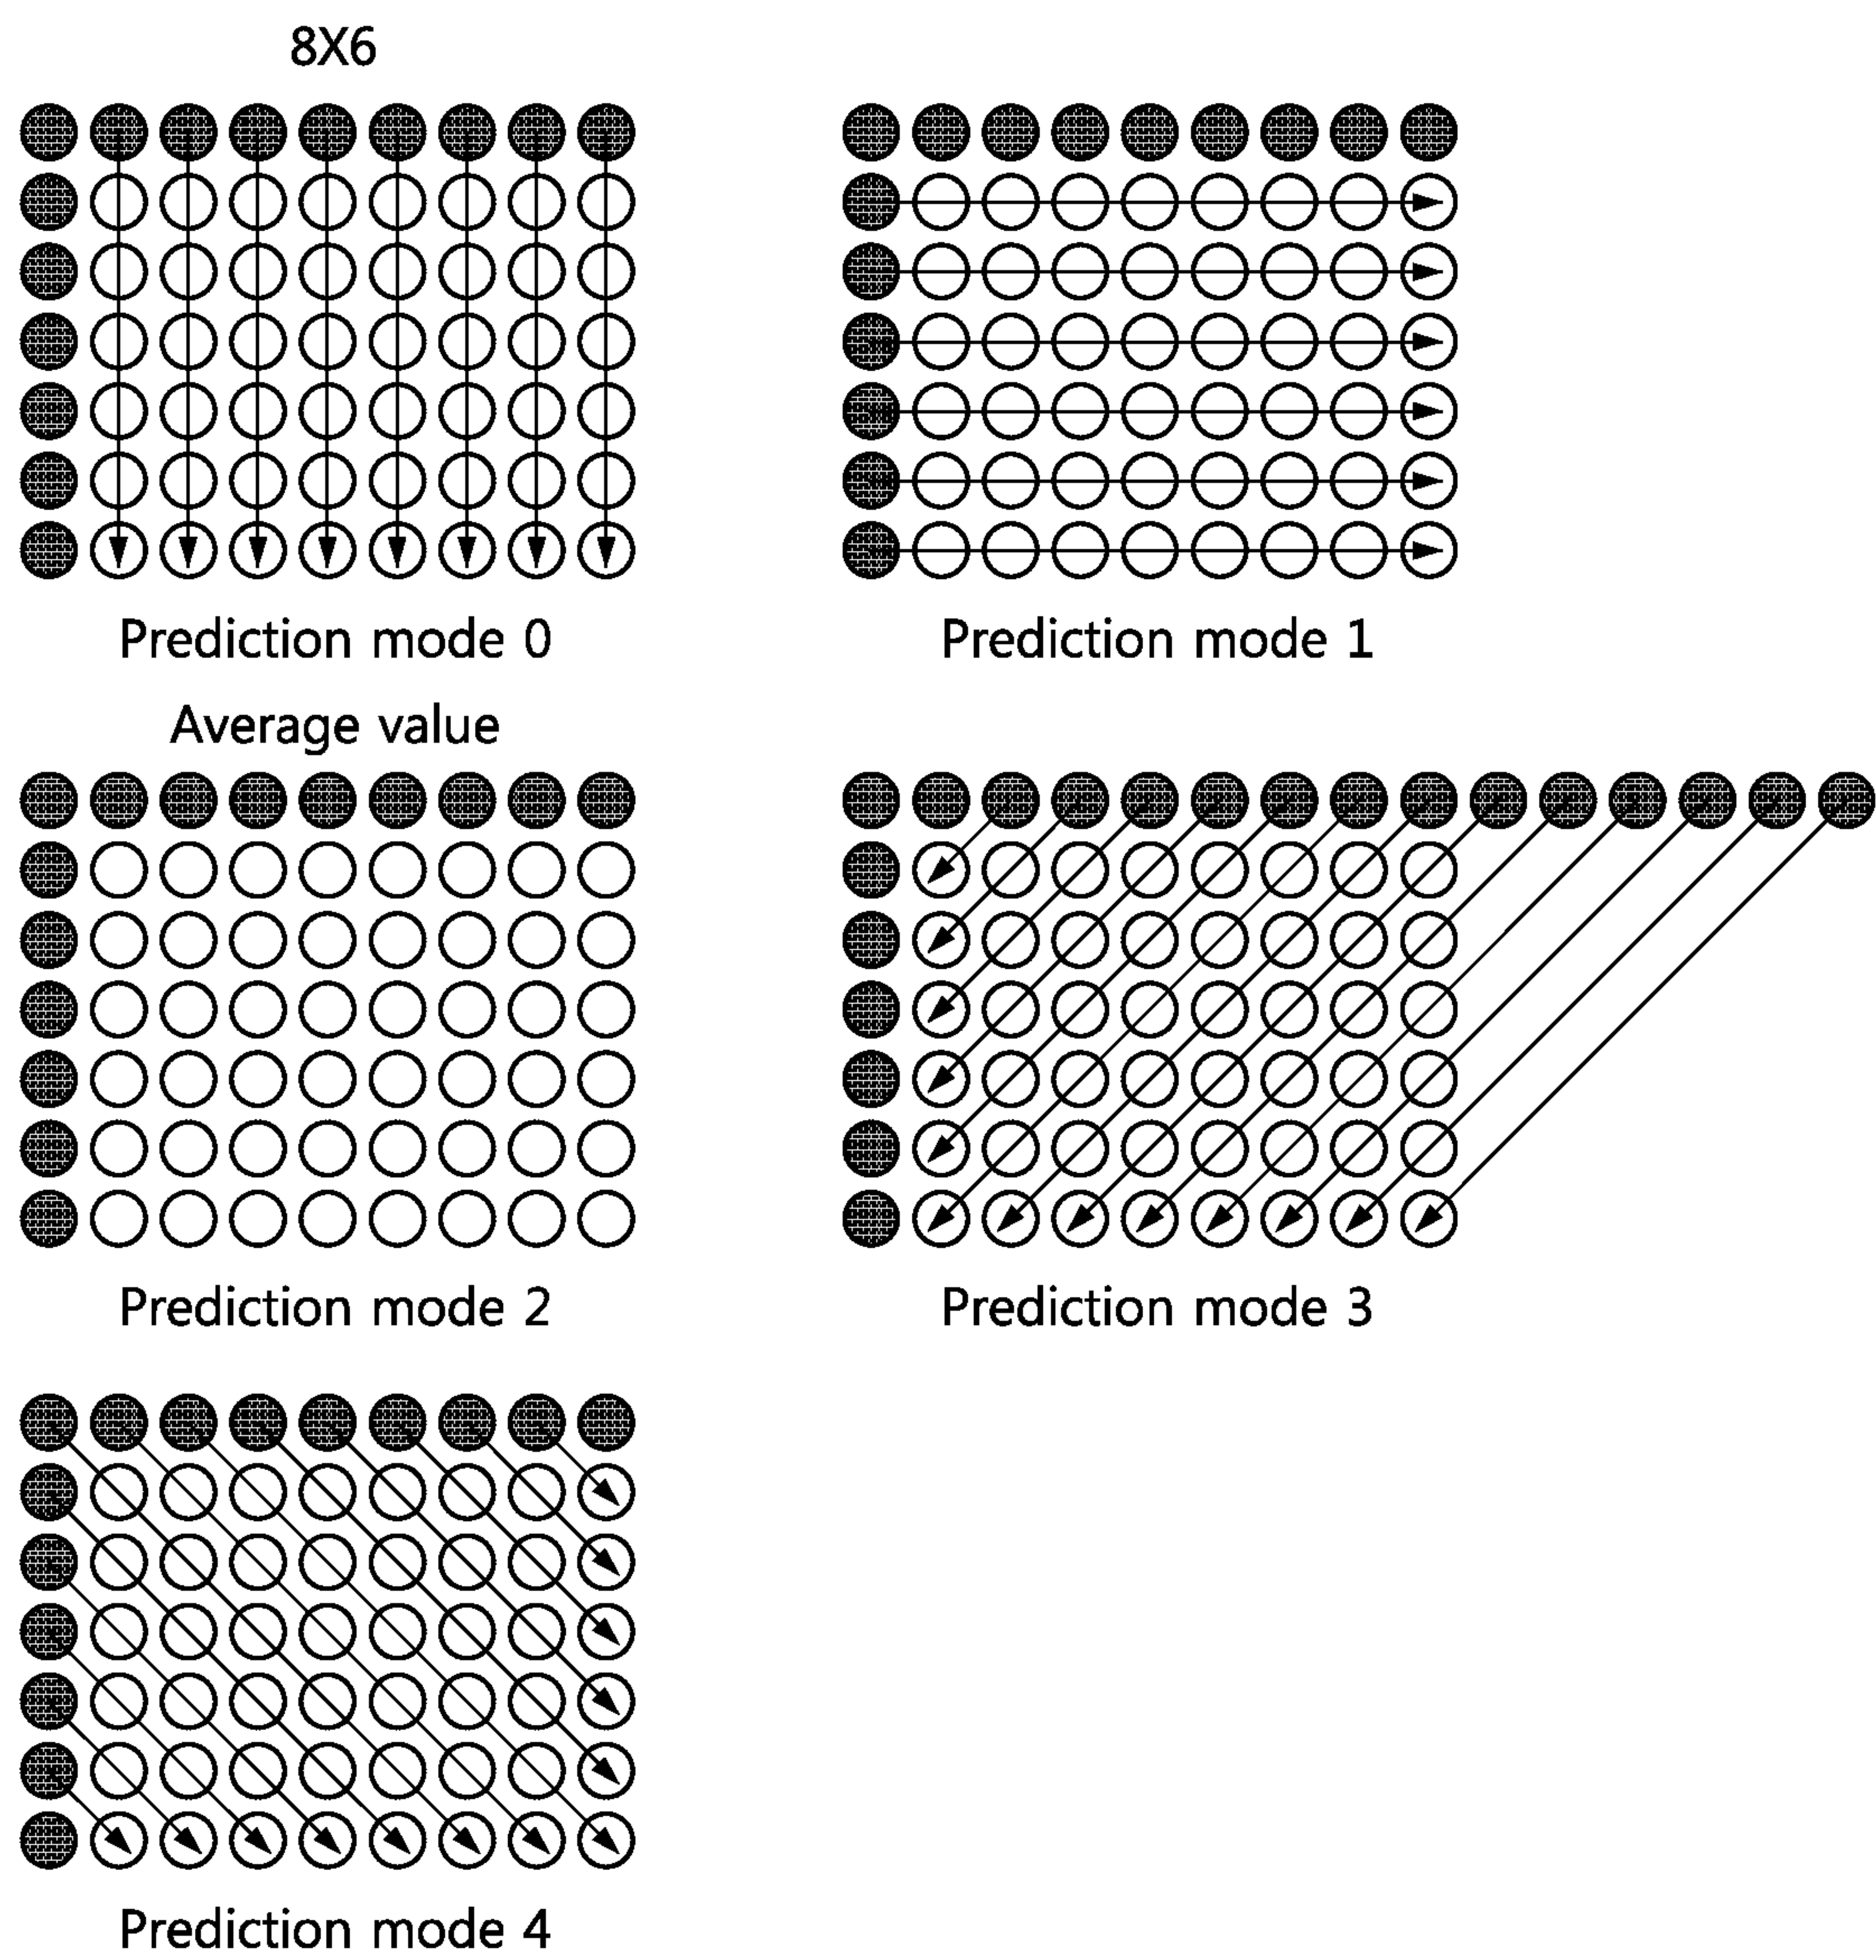 8X6
Prediction mode 0
Prediction mode 1
Average value
Prediction mode 2
Prediction mode 3
Prediction mode 4